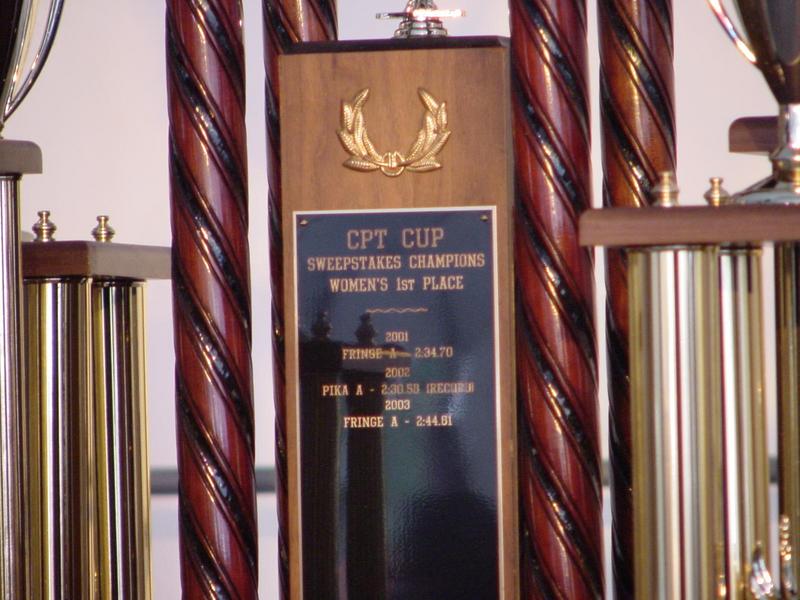 CPT CUP
SWEEPSTAKES CHAMPIONS
WOMEN'S 1ST PLACE
2001
FRINGE A - 2:34.70
2002
PIKA A - 2:30.58 (RECORD)
2003
FRINGE A - 2:44.81